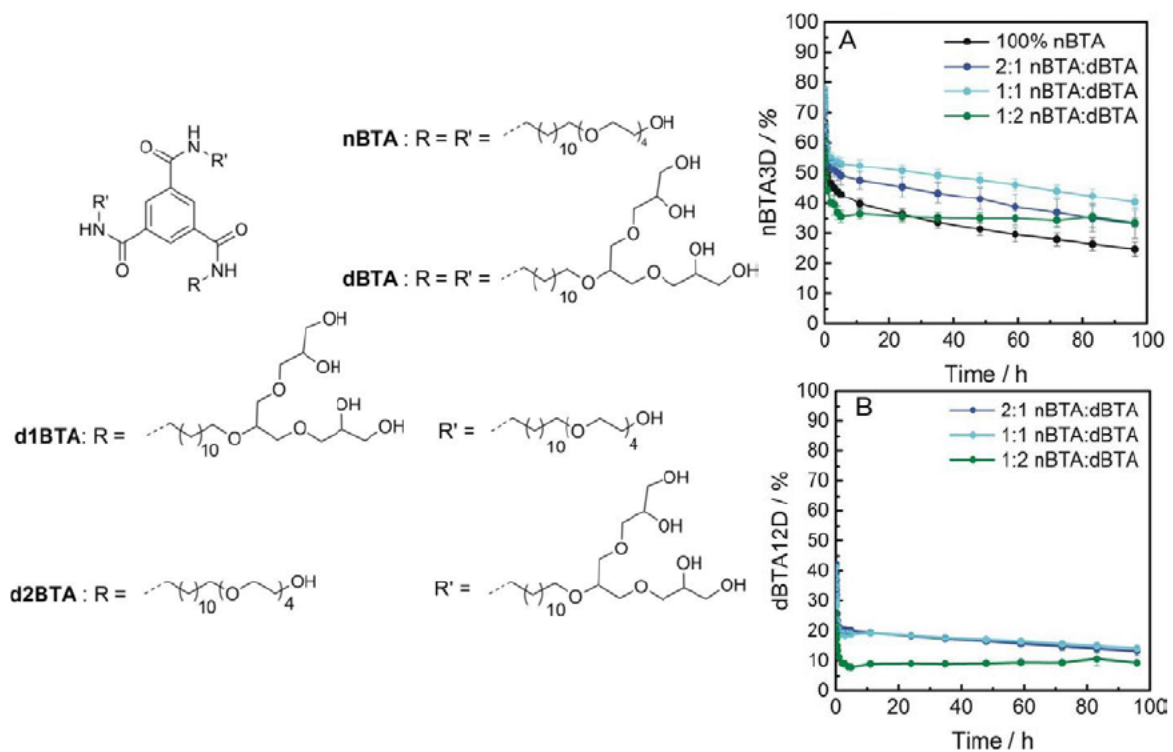 nBTA : R = R' =
10
O
4
OH
dBTA : R = R' =
10
O
O
O
OH
OH
OH
OH
O
N
H
R'
R'
HN
O
O
NH
R
d1BTA: R =
10
O
O
O
OH
OH
OH
OH
R' =
10
O
4
OH
d2BTA : R =
10
O
4
OH
R' =
10
O
O
O
OH
OH
OH
OH
A
100% nBTA
2:1 nBTA:dBTA
1:1 nBTA:dBTA
1:2 nBTA:dBTA
nBTA3D / %
100
90
80
70
60
50
40
30
20
10
0
0 20 40 60 80 100
Time / h
B
2:1 nBTA:dBTA
1:1 nBTA:dBTA
1:2 nBTA:dBTA
dBTA12D / %
100
90
80
70
60
50
40
30
20
10
0
0 20 40 60 80 100
Time / h